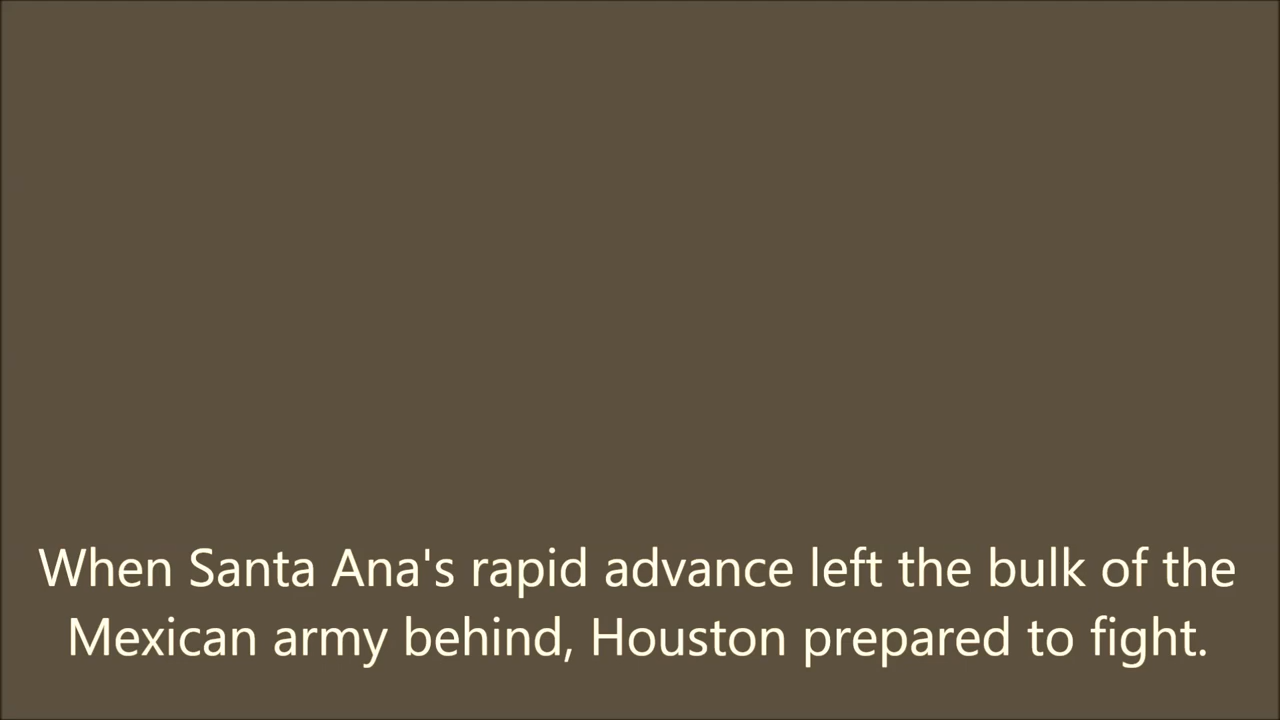 When Santa Ana's rapid advance left the bulk of the
Mexican army behind, Houston prepared to fight.